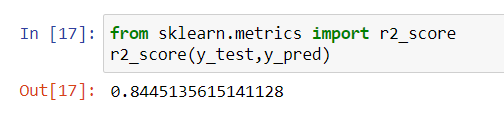 In [17]: from sklearn.metrics import r2_score
r2_score(y_test,y_pred)
Out[17]: 0.8445135615141128